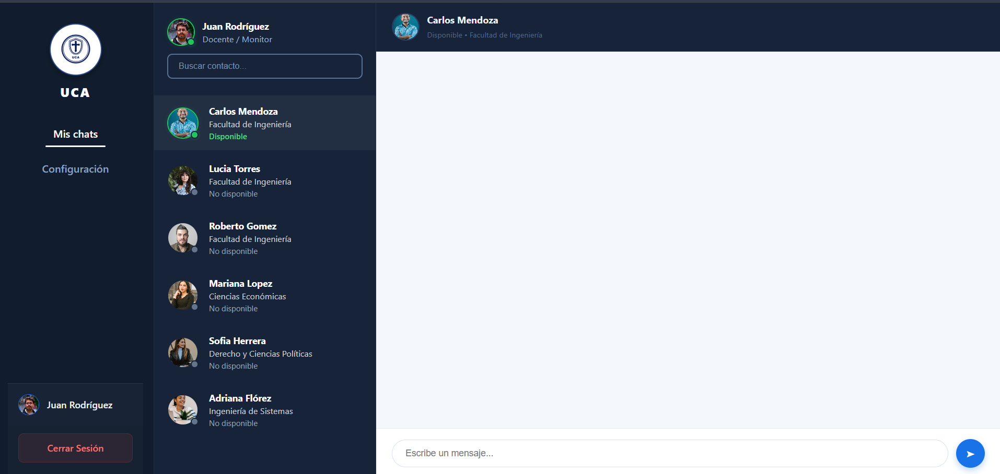 UCA
UCA
Mis chats
Configuración
Juan Rodríguez
Cerrar Sesión
Juan Rodríguez
Docente / Monitor
Buscar contacto...
Carlos Mendoza
Facultad de Ingeniería
Disponible
Lucia Torres
Facultad de Ingeniería
No disponible
Roberto Gomez
Facultad de Ingeniería
No disponible
Mariana Lopez
Ciencias Económicas
No disponible
Sofia Herrera
Derecho y Ciencias Políticas
No disponible
Adriana Flórez
Ingeniería de Sistemas
No disponible
Carlos Mendoza
Disponible • Facultad de Ingeniería
Escribe un mensaje...